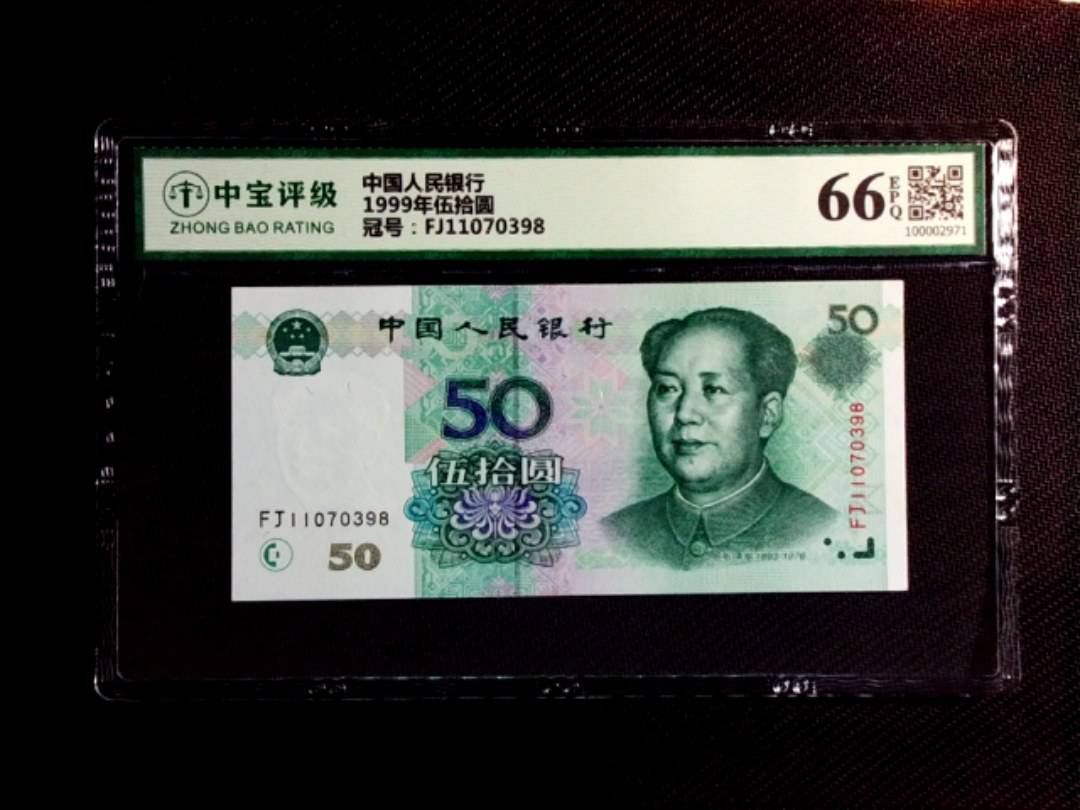 中宝评级
ZHONG BAO RATING
中国人民银行
1999年伍拾圆
冠号：FJ11070398
66
EPQ
100002971
中国人民银行
50
50
伍拾圆
FJ11070398
50
FJ11070398
1893-1976